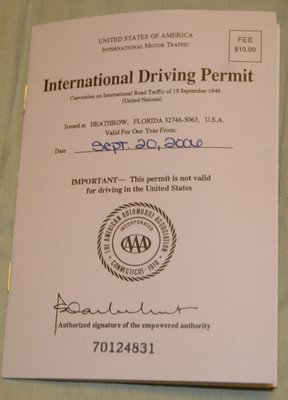 UNITED STATES OF AMERICA
INTERNATIONAL MOTOR TRAFFIC
FEE
$10.00
International Driving Permit
Convention on International Road Traffic of 19 September 1949
(United Nations)
Issued at HEATHROW, FLORIDA 32746-5063, U.S.A.
Valid For One Year From:
Date Sept. 20, 2006
IMPORTANT— This permit is not valid
for driving in the United States
THE AMERICAN AUTOMOBILE ASSOCIATION
INCORPORATED
AAA
CONNECTICUT - 1910
Authorized signature of the empowered authority
70124831